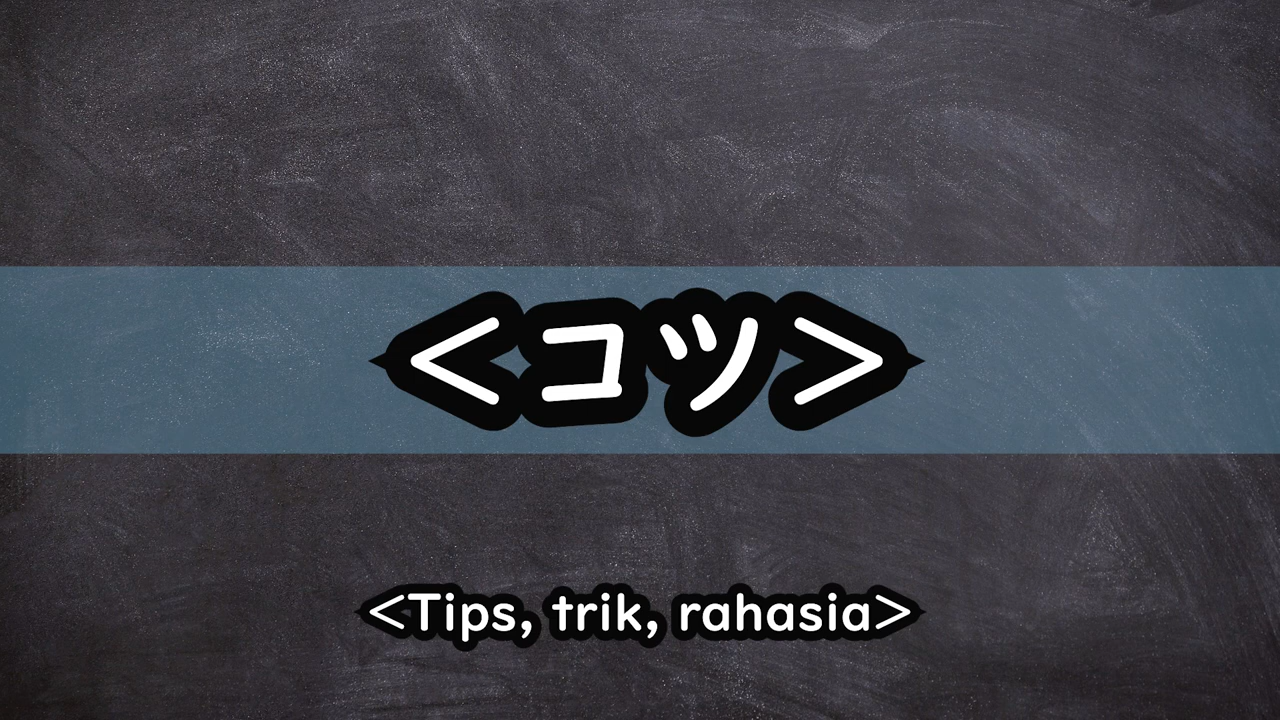 <コツ>
<Tips, trik, rahasia>